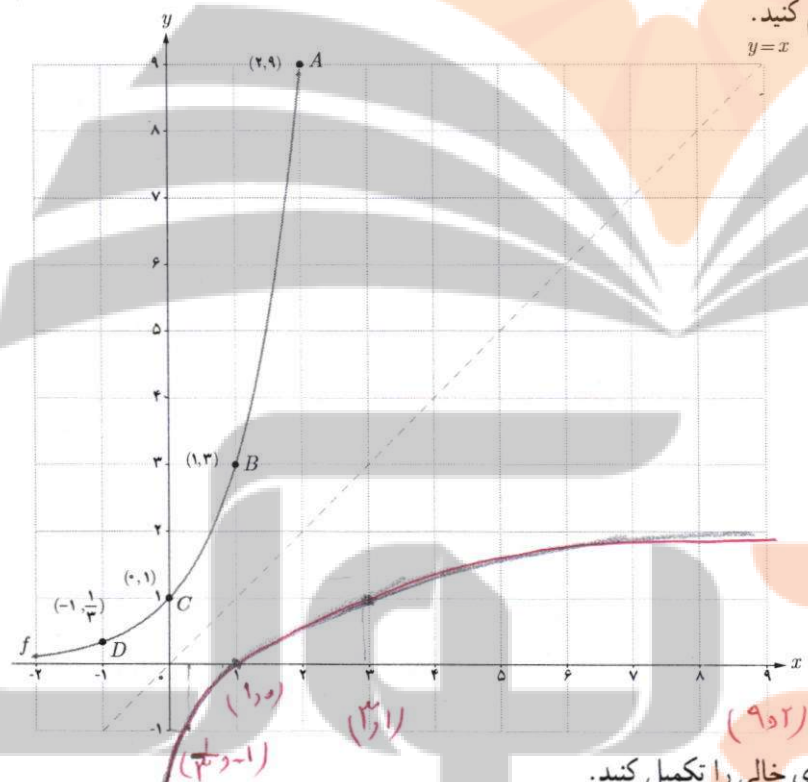 کنید.
y
y=x
۹
(۲,۹)
A
۸
۷
۶
۵
۴
۳
(۱,۳)
B
۲
(۰,۱)
۱
C
(-۱,۱/۳)
f
D
x
-۲ -۱ ۰ ۱ ۲ ۳ ۴ ۵ ۶ ۷ ۸ ۹
-۱
(۱,۰)
(۳,۱)
(۹,۲)
(۱/۳,-۱)
ی خالی را تکمیل کنید.